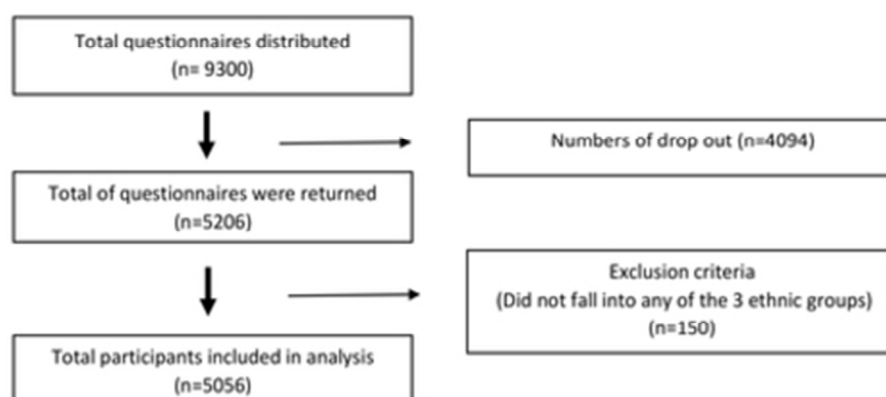 Total questionnaires distributed
(n= 9300)
Numbers of drop out (n=4094)
Total of questionnaires were returned
(n=5206)
Exclusion criteria
(Did not fall into any of the 3 ethnic groups)
(n=150)
Total participants included in analysis
(n=5056)